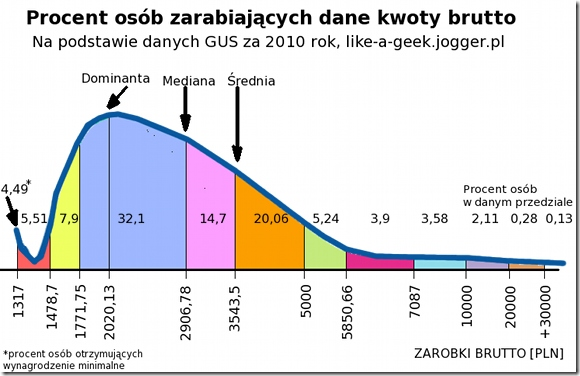 Procent osób zarabiających dane kwoty brutto
Na podstawie danych GUS za 2010 rok, like-a-geek.jogger.pl
Dominanta
Mediana
Średnia
4,49*
Procent osób
w danym przedziale
5,51
7,9
32,1
14,7
20,06
5,24
3,9
3,58
2,11
0,28
0,13
1317
1478,7
1771,75
2020,13
2906,78
3543,5
5000
5850,66
7087
10000
20000
+30000
*procent osób otrzymujących
wynagrodzenie minimalne
ZAROBKI BRUTTO [PLN]